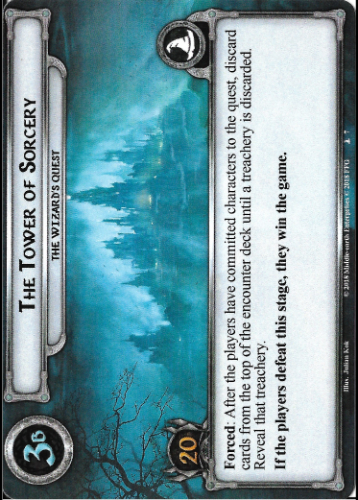 3B
THE TOWER OF SORCERY
THE WIZARD'S QUEST
20
Forced: After the players have committed characters to the quest, discard
cards from the top of the encounter deck until a treachery is discarded.
Reveal that treachery.
If the players defeat this stage, they win the game.
Illus. Julian Kok
© 2018 Middle-earth Enterprises © 2018 FFG